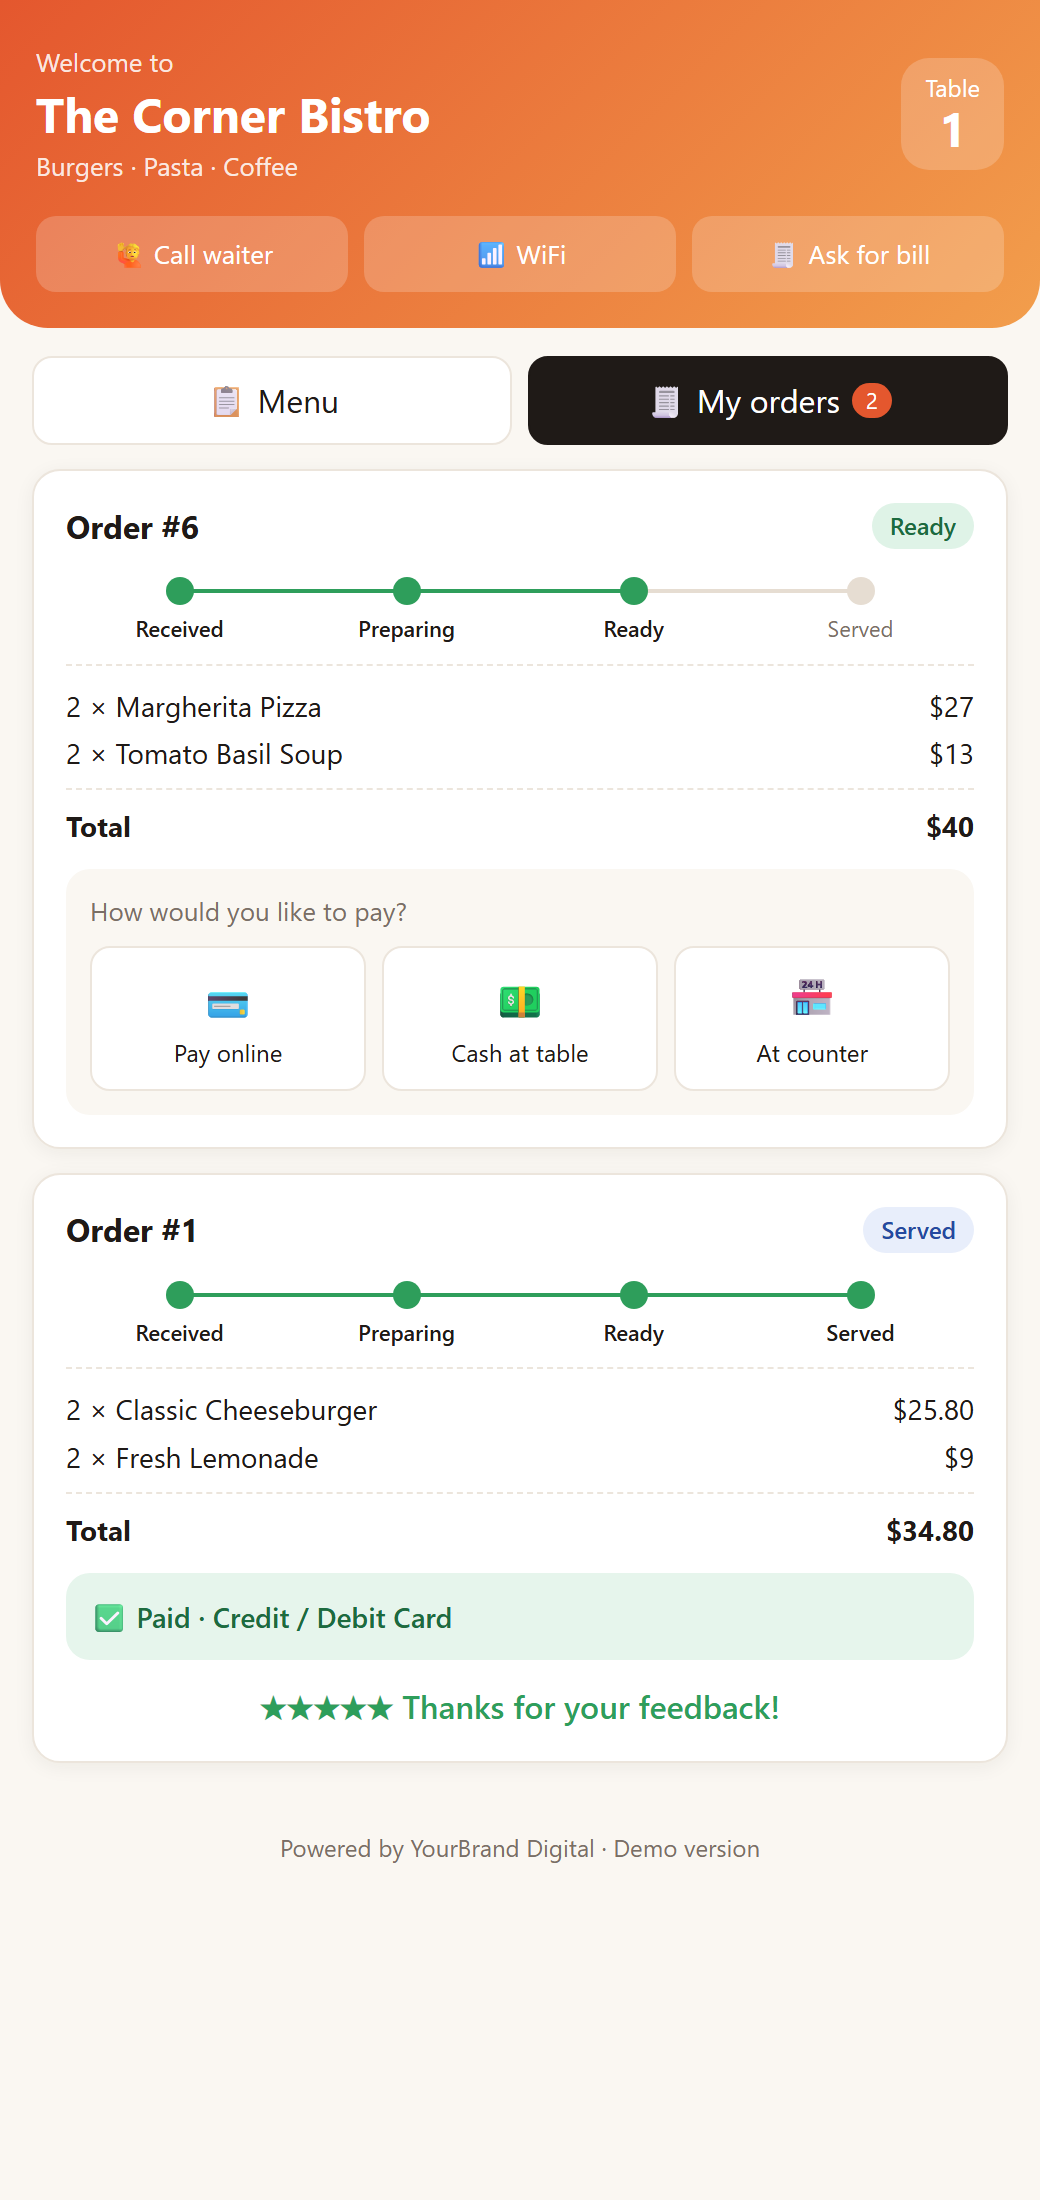 Welcome to
The Corner Bistro
Burgers · Pasta · Coffee
Table
1
Call waiter
WiFi
Ask for bill
Menu
My orders 2
Order #6
Ready
Received
Preparing
Ready
Served
2 × Margherita Pizza $27
2 × Tomato Basil Soup $13
Total $40
How would you like to pay?
Pay online
Cash at table
24 H
At counter
Order #1
Served
Received
Preparing
Ready
Served
2 × Classic Cheeseburger $25.80
2 × Fresh Lemonade $9
Total $34.80
✅ Paid · Credit / Debit Card
★★★★★ Thanks for your feedback!
Powered by YourBrand Digital · Demo version